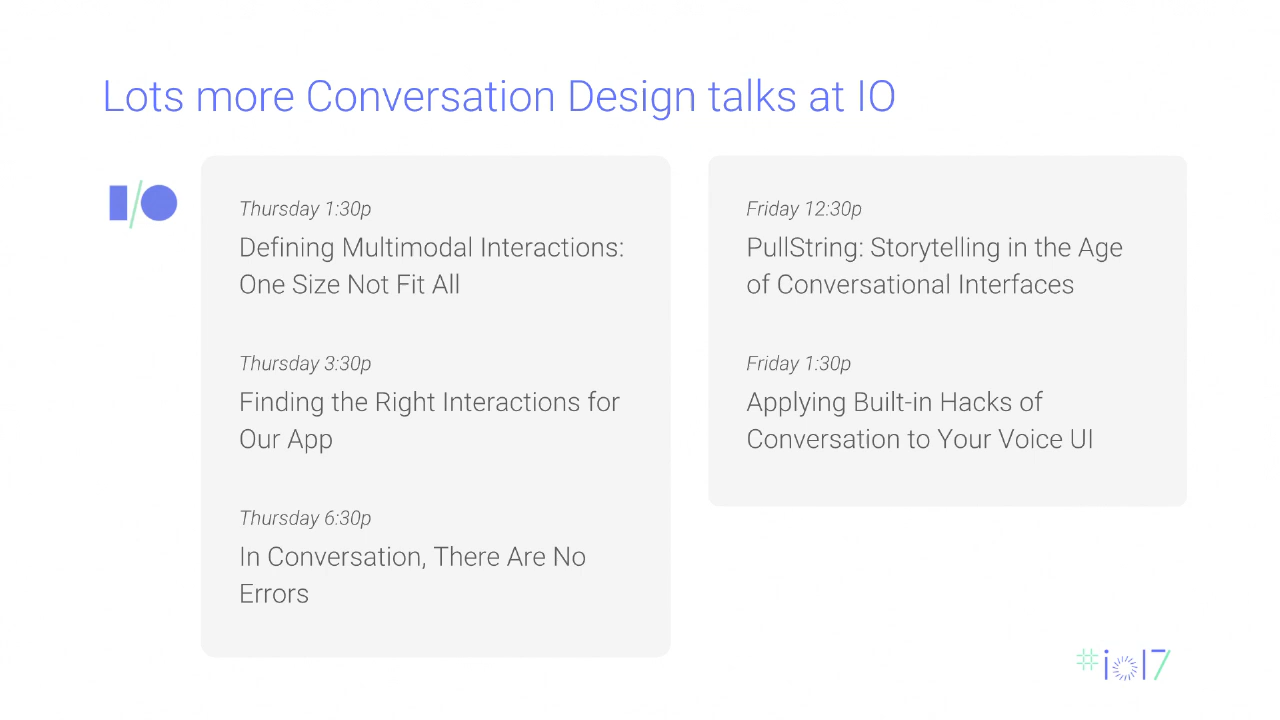 Lots more Conversation Design talks at IO
I/O
Thursday 1:30p
Defining Multimodal Interactions:
One Size Not Fit All
Thursday 3:30p
Finding the Right Interactions for
Our App
Thursday 6:30p
In Conversation, There Are No
Errors
Friday 12:30p
PullString: Storytelling in the Age
of Conversational Interfaces
Friday 1:30p
Applying Built-in Hacks of
Conversation to Your Voice UI
#io17